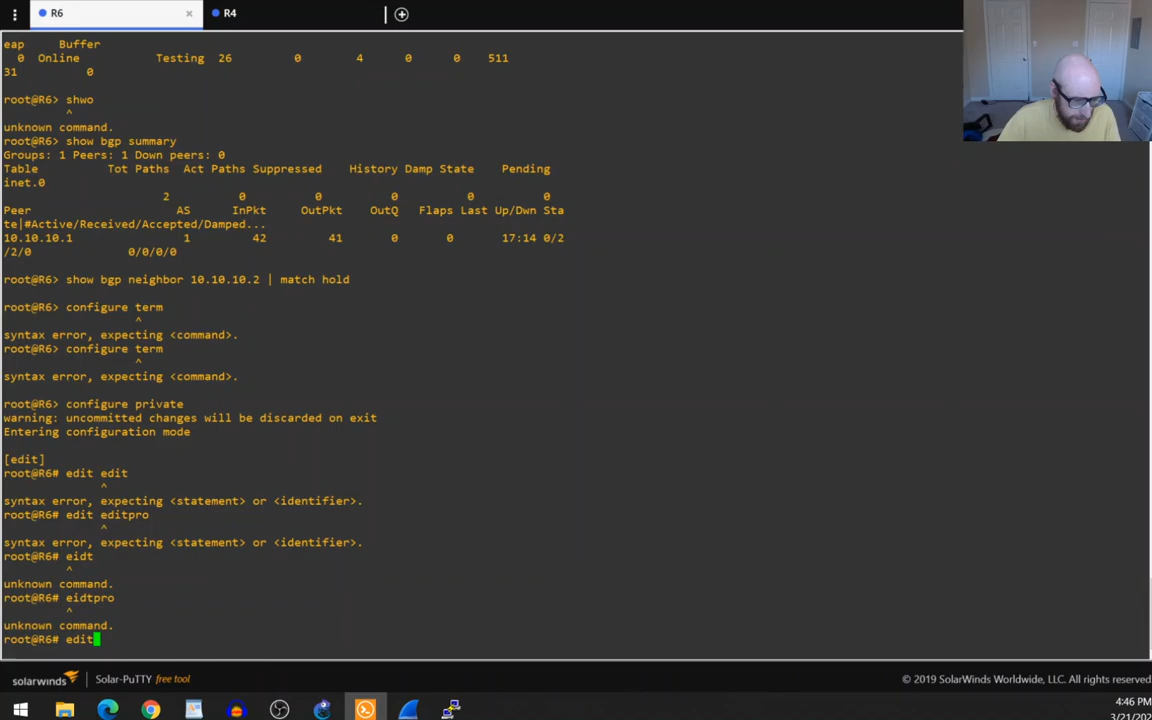 R6 × R4
eap Buffer
0 Online Testing 26 0 4 0 0 511
31 0
root@R6> shwo
^
unknown command.
root@R6> show bgp summary
Groups: 1 Peers: 1 Down peers: 0
Table Tot Paths Act Paths Suppressed History Damp State Pending
inet.0
2 0 0 0 0 0
Peer AS InPkt OutPkt OutQ Flaps Last Up/Dwn Sta
te|#Active/Received/Accepted/Damped...
10.10.10.1 1 42 41 0 0 17:14 0/2
/2/0 0/0/0/0
root@R6> show bgp neighbor 10.10.10.2 | match hold
root@R6> configure term
^
syntax error, expecting <command>.
root@R6> configure term
^
syntax error, expecting <command>.
root@R6> configure private
warning: uncommitted changes will be discarded on exit
Entering configuration mode
[edit]
root@R6# edit edit
^
syntax error, expecting <statement> or <identifier>.
root@R6# edit editpro
^
syntax error, expecting <statement> or <identifier>.
root@R6# eidt
^
unknown command.
root@R6# eidtpro
^
unknown command.
root@R6# edit
solarwinds Solar-PuTTY free tool © 2019 SolarWinds Worldwide, LLC. All rights reserved
4:46 PM
3/21/202